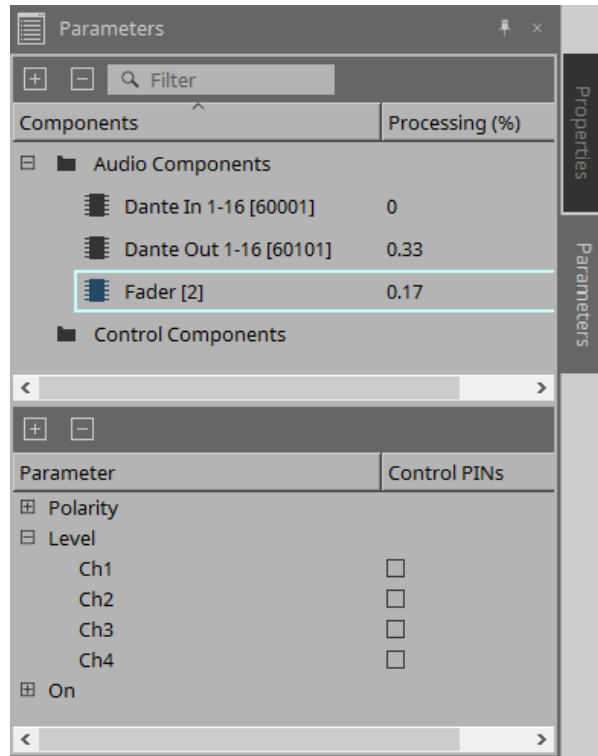 Parameters
Filter
Components Processing (%)
Audio Components
Dante In 1-16 [60001] 0
Dante Out 1-16 [60101] 0.33
Fader [2] 0.17
Control Components
Parameter Control PINs
Polarity
Level
Ch1
Ch2
Ch3
Ch4
On
Properties
Parameters